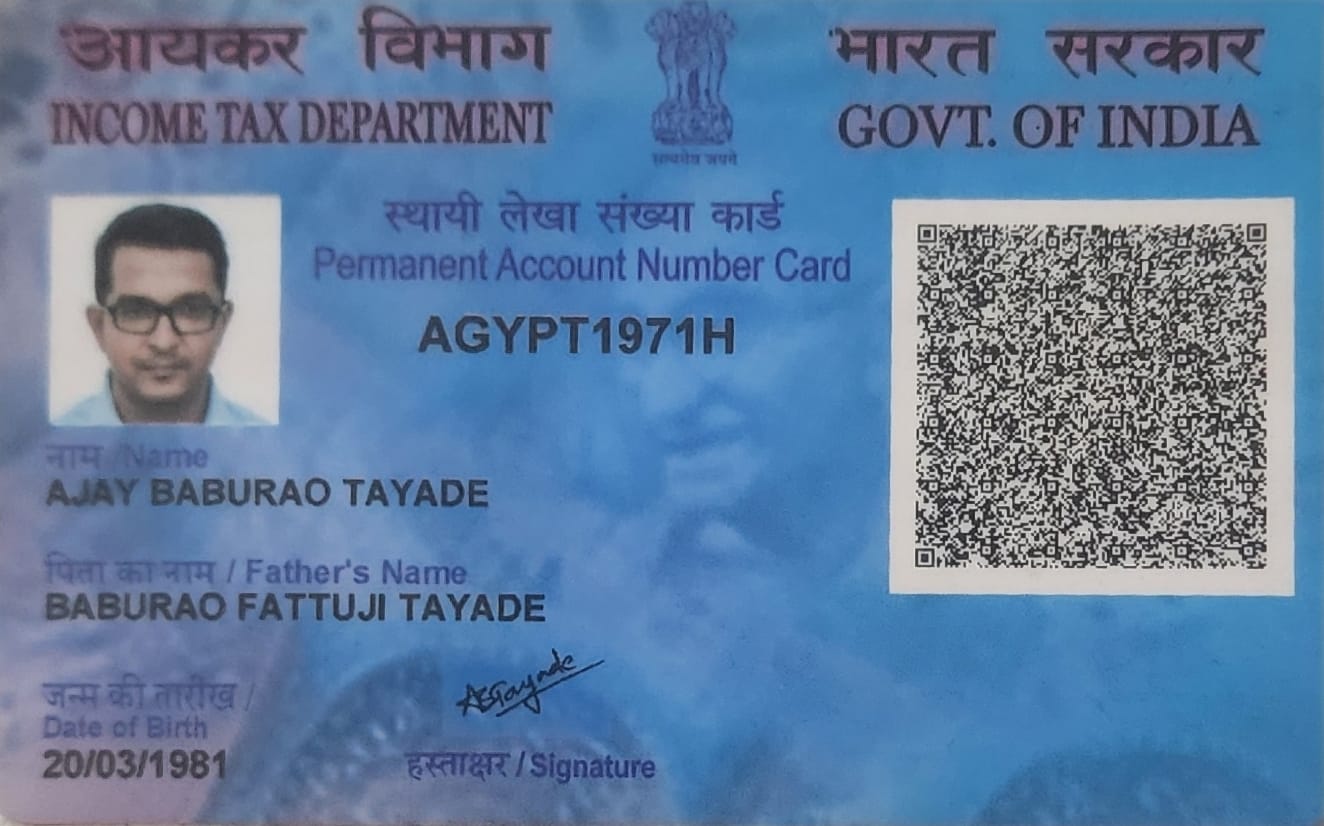 आयकर विभाग
INCOME TAX DEPARTMENT
सत्यमेव जयते
भारत सरकार
GOVT. OF INDIA
स्थायी लेखा संख्या कार्ड
Permanent Account Number Card
AGYPT1971H
नाम / Name
AJAY BABURAO TAYADE
पिता का नाम / Father's Name
BABURAO FATTUJI TAYADE
जन्म की तारीख /
Date of Birth
20/03/1981
ABTayade
हस्ताक्षर / Signature